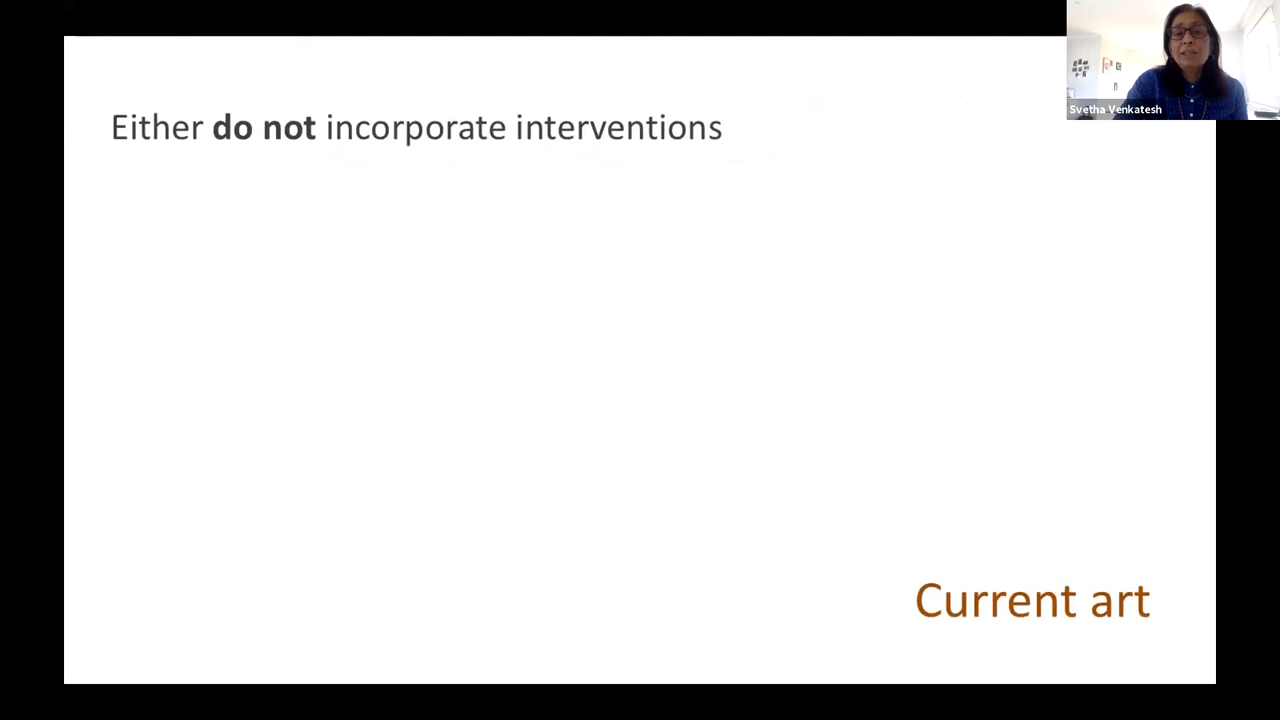 Either do not incorporate interventions
Svetha Venkatesh
Current art